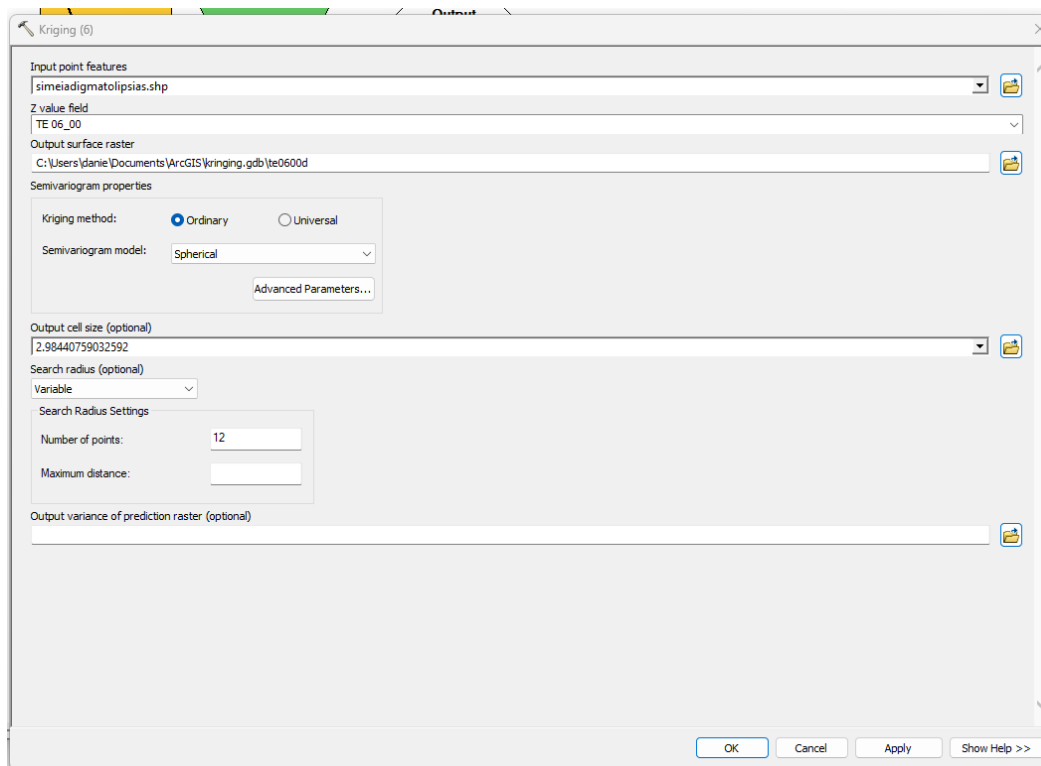 Output
Kriging (6)
Input point features
simeiadigmatolipsias.shp
Z value field
TE 06_00
Output surface raster
C:\Users\danie\Documents\ArcGIS\kringing.gdb\te0600d
Semivariogram properties
Kriging method: Ordinary Universal
Semivariogram model: Spherical
Advanced Parameters...
Output cell size (optional)
2.98440759032592
Search radius (optional)
Variable
Search Radius Settings
Number of points: 12
Maximum distance:
Output variance of prediction raster (optional)
OK Cancel Apply Show Help >>